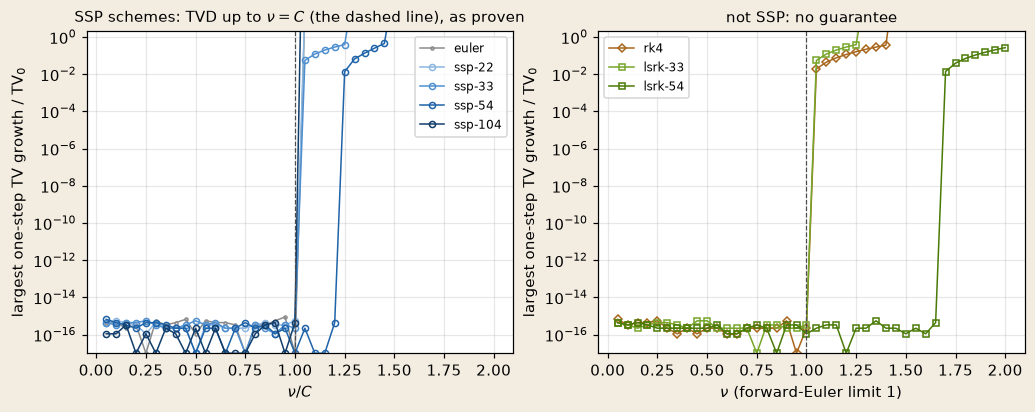 SSP schemes: TVD up to ν = C (the dashed line), as proven
largest one-step TV growth / TV₀
10⁰
10⁻²
10⁻⁴
10⁻⁶
10⁻⁸
10⁻¹⁰
10⁻¹²
10⁻¹⁴
10⁻¹⁶
euler
ssp-22
ssp-33
ssp-54
ssp-104
0.00 0.25 0.50 0.75 1.00 1.25 1.50 1.75 2.00
ν/C
not SSP: no guarantee
largest one-step TV growth / TV₀
10⁰
10⁻²
10⁻⁴
10⁻⁶
10⁻⁸
10⁻¹⁰
10⁻¹²
10⁻¹⁴
10⁻¹⁶
rk4
lsrk-33
lsrk-54
0.00 0.25 0.50 0.75 1.00 1.25 1.50 1.75 2.00
ν (forward-Euler limit 1)